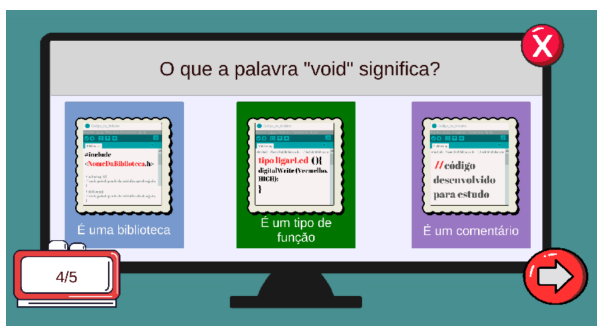 O que a palavra "void" significa?
X
#include
<NomeDaBiblioteca.h>
É uma biblioteca
tipo ligarLed (){
digitalWrite(Vermelho,
HIGH);
}
É um tipo de
função
//código
desenvolvido
para estudo
É um comentário
4/5